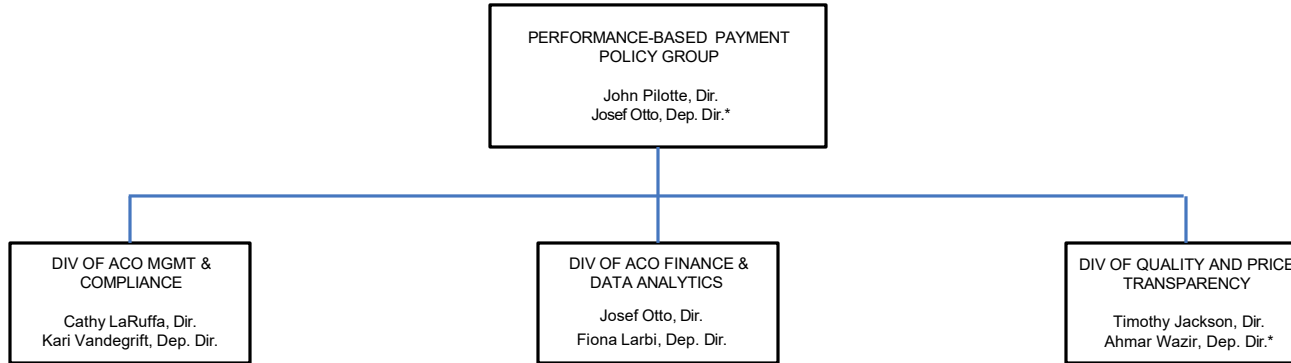 PERFORMANCE-BASED PAYMENT
POLICY GROUP
John Pilotte, Dir.
Josef Otto, Dep. Dir.*
DIV OF ACO MGMT &
COMPLIANCE
Cathy LaRuffa, Dir.
Kari Vandegrift, Dep. Dir.
DIV OF ACO FINANCE &
DATA ANALYTICS
Josef Otto, Dir.
Fiona Larbi, Dep. Dir.
DIV OF QUALITY AND PRICE
TRANSPARENCY
Timothy Jackson, Dir.
Ahmar Wazir, Dep. Dir.*